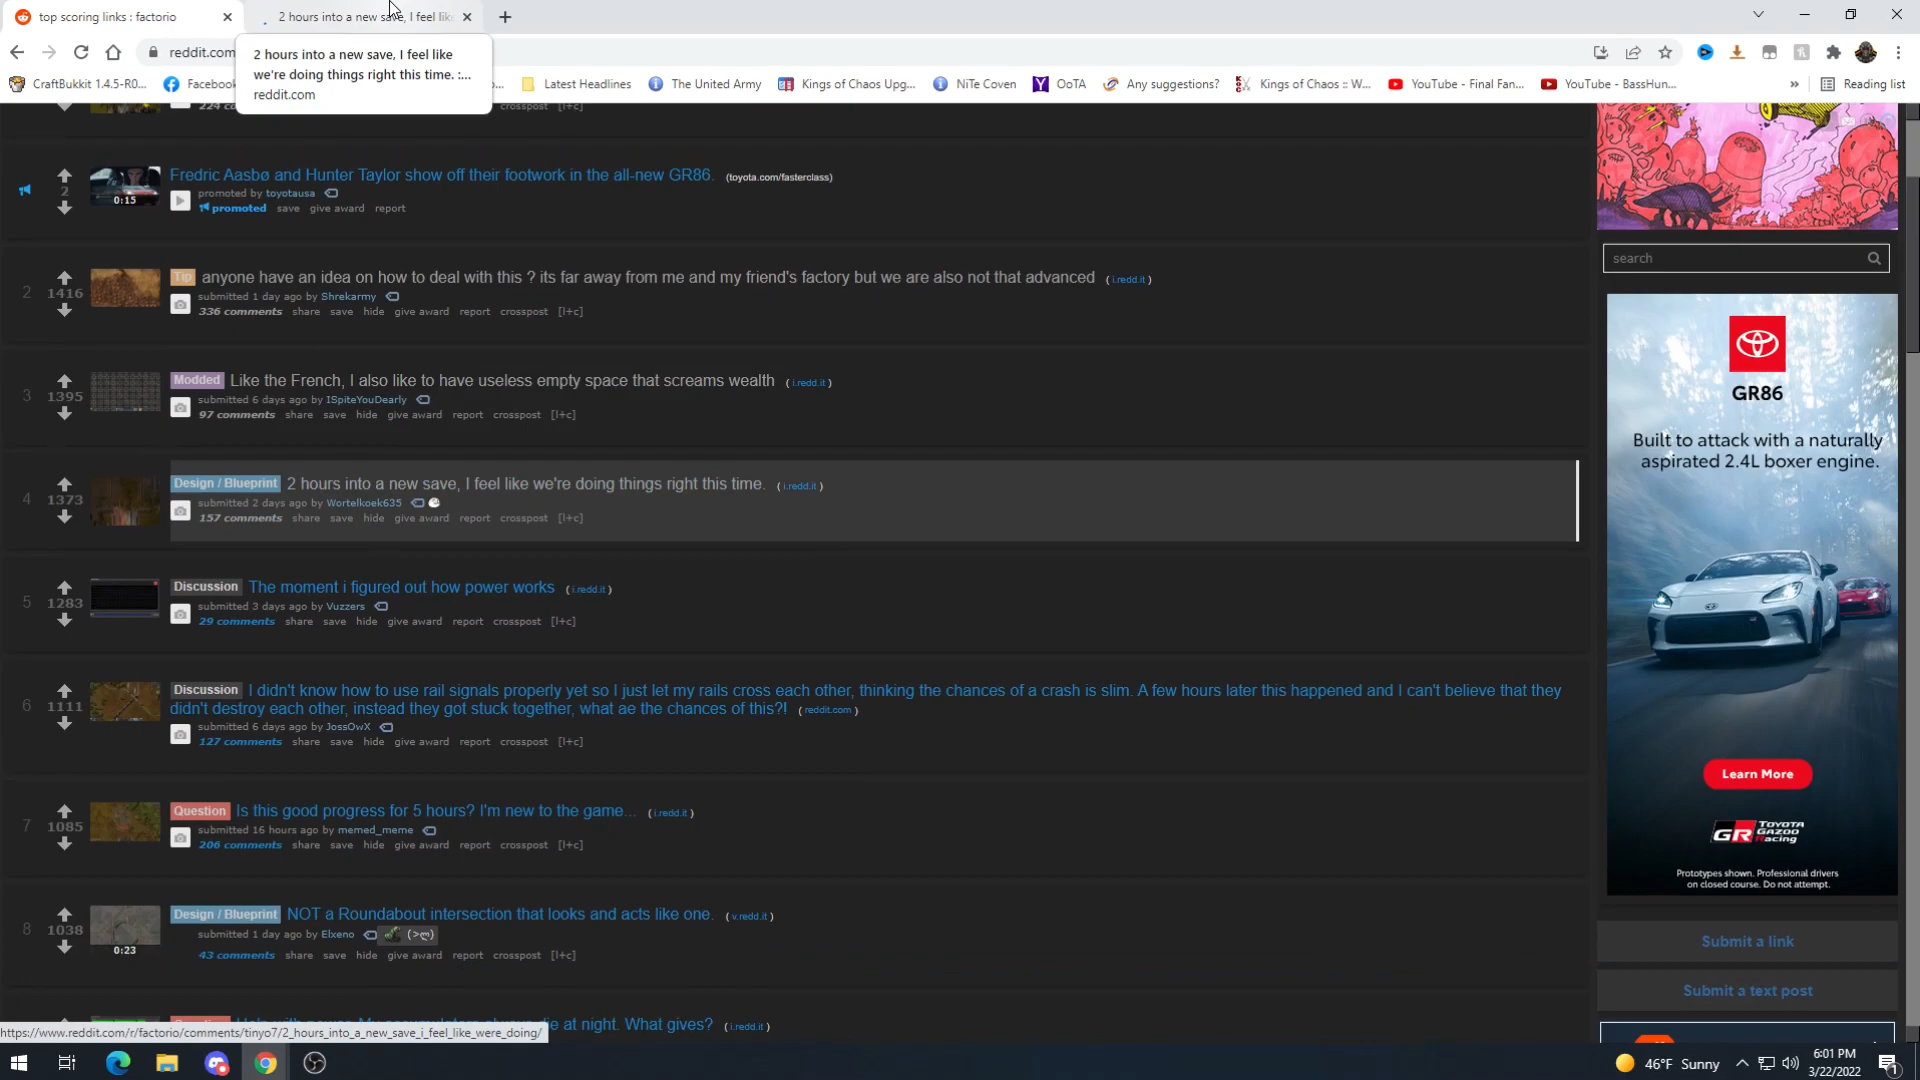 top scoring links : factorio
2 hours into a new save, I feel lik
reddit.com
2 hours into a new save, I feel like
we're doing things right this time. :...
reddit.com
CraftBukkit 1.4.5-R0...
Facebook
Latest Headlines
The United Army
Kings of Chaos Upg...
NiTe Coven
OoTA
Any suggestions?
Kings of Chaos :: W...
YouTube - Final Fan...
YouTube - BassHun...
»
Reading list
2
0:15
Fredric Aasbø and Hunter Taylor show off their footwork in the all-new GR86. (toyota.com/fasterclass)
promoted by toyotausa
promoted save give award report
2
1416
Tip anyone have an idea on how to deal with this ? its far away from me and my friend's factory but we are also not that advanced (i.redd.it)
submitted 1 day ago by Shrekarmy
336 comments share save hide give award report crosspost [l+c]
3
1395
Modded Like the French, I also like to have useless empty space that screams wealth (i.redd.it)
submitted 6 days ago by ISpiteYouDearly
97 comments share save hide give award report crosspost [l+c]
4
1373
Design / Blueprint 2 hours into a new save, I feel like we're doing things right this time. (i.redd.it)
submitted 2 days ago by Wortelkoek635
157 comments share save hide give award report crosspost [l+c]
5
1283
Discussion The moment i figured out how power works (i.redd.it)
submitted 3 days ago by Vuzzers
29 comments share save hide give award report crosspost [l+c]
6
1111
Discussion I didn't know how to use rail signals properly yet so I just let my rails cross each other, thinking the chances of a crash is slim. A few hours later this happened and I can't believe that they
didn't destroy each other, instead they got stuck together, what ae the chances of this?! (reddit.com)
submitted 6 days ago by JossOwX
127 comments share save hide give award report crosspost [l+c]
7
1085
Question Is this good progress for 5 hours? I'm new to the game... (i.redd.it)
submitted 16 hours ago by memed_meme
206 comments share save hide give award report crosspost [l+c]
8
1038
0:23
Design / Blueprint NOT a Roundabout intersection that looks and acts like one. (v.redd.it)
submitted 1 day ago by Elxeno (>ლ)
43 comments share save hide give award report crosspost [l+c]
die at night. What gives? (i.redd.it)
https://www.reddit.com/r/factorio/comments/tinyo7/2_hours_into_a_new_save_i_feel_like_were_doing/
search
TOYOTA
GR86
Built to attack with a naturally
aspirated 2.4L boxer engine.
Learn More
GR TOYOTA
GAZOO
Racing
Prototypes shown. Professional drivers
on closed course. Do not attempt.
Submit a link
Submit a text post
46°F Sunny
6:01 PM
3/22/2022
1